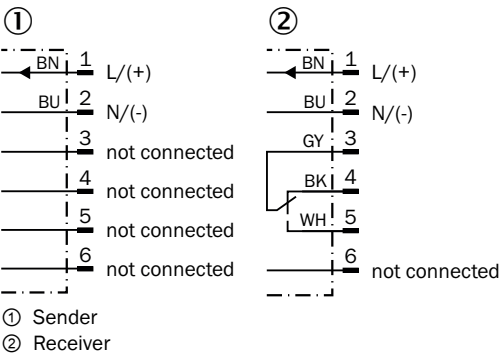 ① ②
BN 1 L/(+)
BU 2 N/(-)
3 not connected
4 not connected
5 not connected
6 not connected
BN 1 L/(+)
BU 2 N/(-)
GY 3
BK 4
WH 5
6 not connected
① Sender
② Receiver